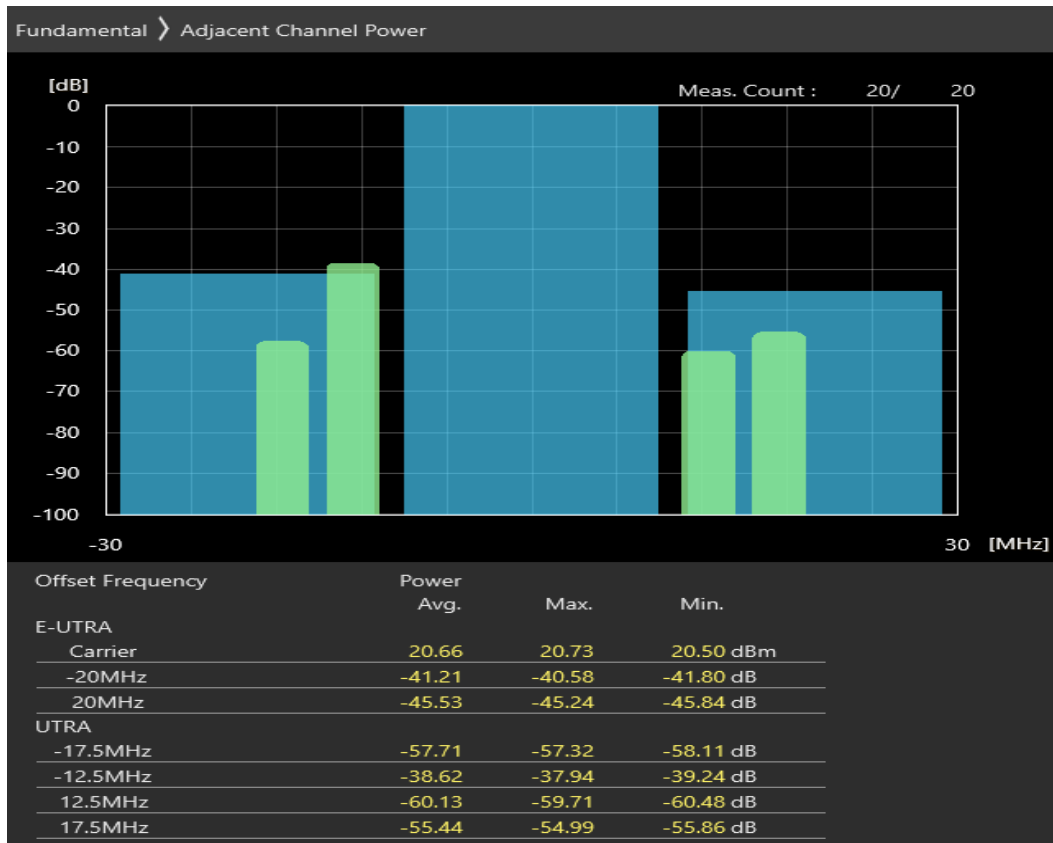 Fundamental 〉 Adjacent Channel Power
[dB]
Meas. Count : 20/ 20
0
-10
-20
-30
-40
-50
-60
-70
-80
-90
-100
-30 30 [MHz]
Offset Frequency Power
Avg. Max. Min.
E-UTRA
Carrier 20.66 20.73 20.50 dBm
-20MHz -41.21 -40.58 -41.80 dB
20MHz -45.53 -45.24 -45.84 dB
UTRA
-17.5MHz -57.71 -57.32 -58.11 dB
-12.5MHz -38.62 -37.94 -39.24 dB
12.5MHz -60.13 -59.71 -60.48 dB
17.5MHz -55.44 -54.99 -55.86 dB